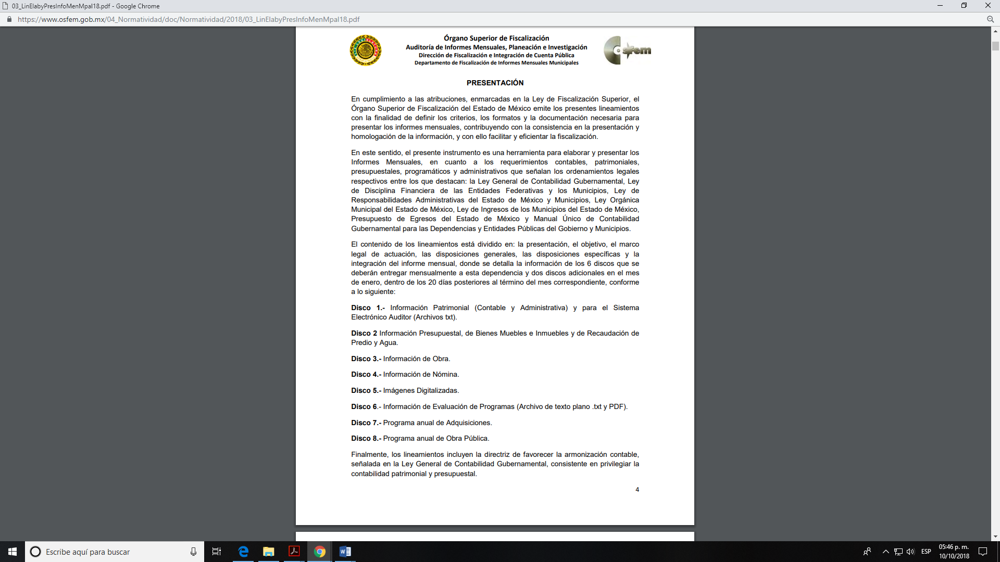 03_LinElabyPresInfoMenMpal18.pdf - Google Chrome
https://www.osfem.gob.mx/04_Normatividad/doc/Normatividad/2018/03_LinElabyPresInfoMenMpal18.pdf
Órgano Superior de Fiscalización
Auditoría de Informes Mensuales, Planeación e Investigación
Dirección de Fiscalización e Integración de Cuenta Pública
Departamento de Fiscalización de Informes Mensuales Municipales
Osfem
PRESENTACIÓN
En cumplimiento a las atribuciones, enmarcadas en la Ley de Fiscalización Superior, el
Órgano Superior de Fiscalización del Estado de México emite los presentes lineamientos
con la finalidad de definir los criterios, los formatos y la documentación necesaria para
presentar los informes mensuales, contribuyendo con la consistencia en la presentación y
homologación de la información, y con ello facilitar y eficientar la fiscalización.
En este sentido, el presente instrumento es una herramienta para elaborar y presentar los
Informes Mensuales, en cuanto a los requerimientos contables, patrimoniales,
presupuestales, programáticos y administrativos que señalan los ordenamientos legales
respectivos entre los que destacan: la Ley General de Contabilidad Gubernamental, Ley
de Disciplina Financiera de las Entidades Federativas y los Municipios, Ley de
Responsabilidades Administrativas del Estado de México y Municipios, Ley Orgánica
Municipal del Estado de México, Ley de Ingresos de los Municipios del Estado de México,
Presupuesto de Egresos del Estado de México y Manual Único de Contabilidad
Gubernamental para las Dependencias y Entidades Públicas del Gobierno y Municipios.
El contenido de los lineamientos está dividido en: la presentación, el objetivo, el marco
legal de actuación, las disposiciones generales, las disposiciones específicas y la
integración del informe mensual, donde se detalla la información de los 6 discos que se
deberán entregar mensualmente a esta dependencia y dos discos adicionales en el mes
de enero, dentro de los 20 días posteriores al término del mes correspondiente, conforme
a lo siguiente:
Disco 1.- Información Patrimonial (Contable y Administrativa) y para el Sistema
Electrónico Auditor (Archivos txt).
Disco 2 Información Presupuestal, de Bienes Muebles e Inmuebles y de Recaudación de
Predio y Agua.
Disco 3.- Información de Obra.
Disco 4.- Información de Nómina.
Disco 5.- Imágenes Digitalizadas.
Disco 6.- Información de Evaluación de Programas (Archivo de texto plano .txt y PDF).
Disco 7.- Programa anual de Adquisiciones.
Disco 8.- Programa anual de Obra Pública.
Finalmente, los lineamientos incluyen la directriz de favorecer la armonización contable,
señalada en la Ley General de Contabilidad Gubernamental, consistente en privilegiar la
contabilidad patrimonial y presupuestal.
4
Escribe aquí para buscar
ESP
05:46 p. m.
10/10/2018